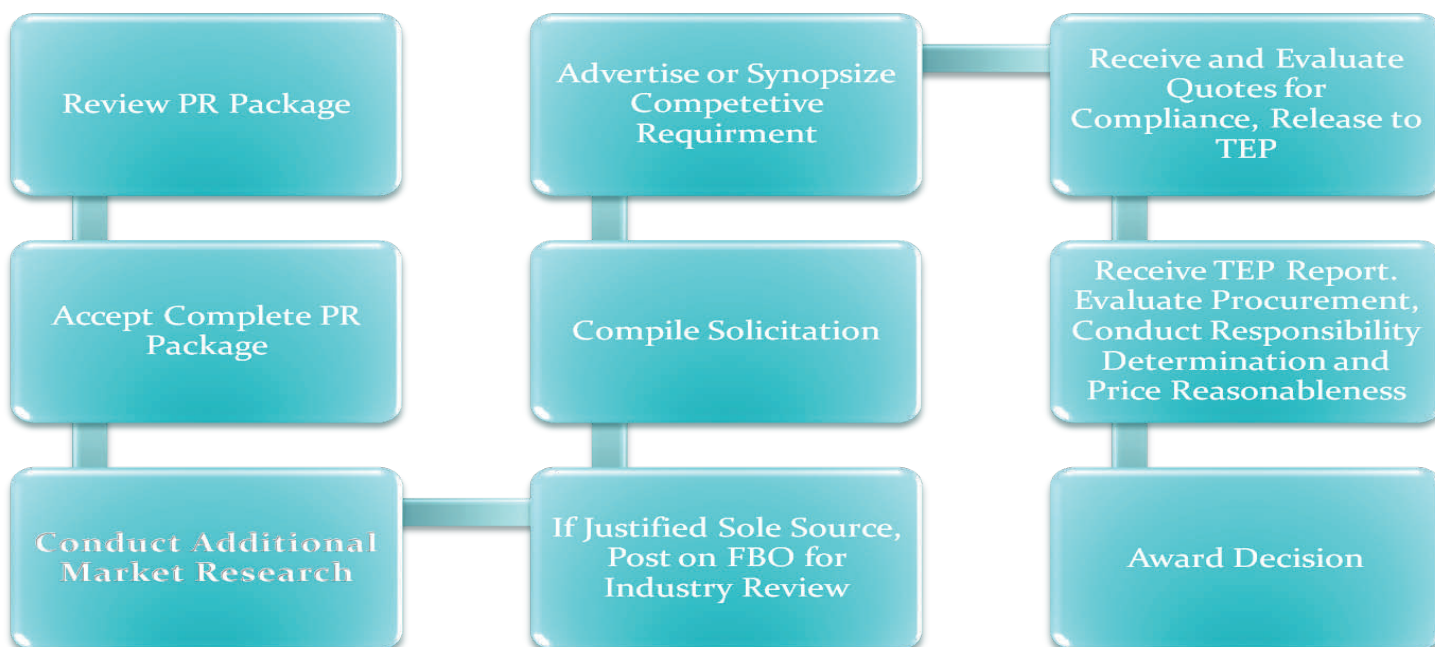 Review PR Package
Accept Complete PR
Package
Conduct Additional
Market Research
If Justified Sole Source,
Post on FBO for
Industry Review
Compile Solicitation
Advertise or Synopsize
Competetive
Requirment
Receive and Evaluate
Quotes for
Compliance, Release to
TEP
Receive TEP Report.
Evaluate Procurement,
Conduct Responsibility
Determination and
Price Reasonableness
Award Decision